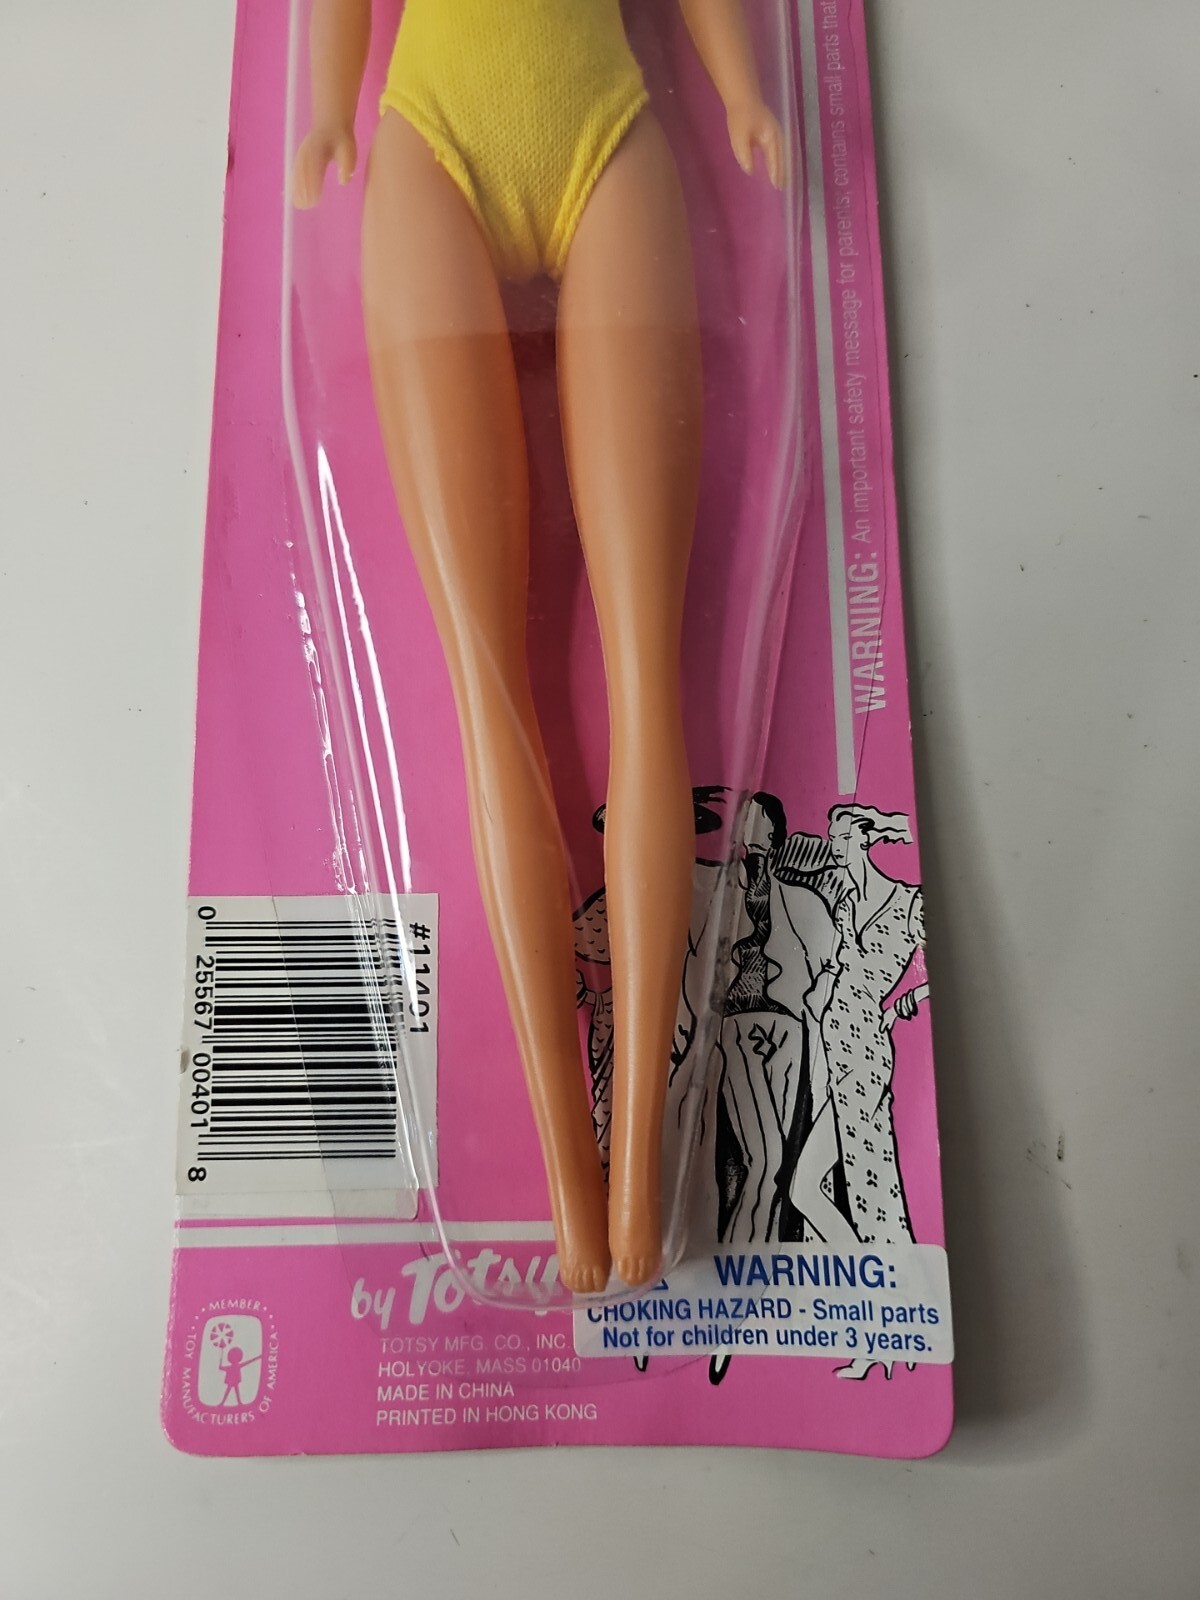 WARNING: An important safety message for parents; contains small parts that
#11401
0 25567 00401 8
by Totsy
TOTSY MFG. CO., INC.
HOLYOKE, MASS 01040
MADE IN CHINA
PRINTED IN HONG KONG
MEMBER
TOY MANUFACTURERS OF AMERICA
WARNING:
CHOKING HAZARD - Small parts
Not for children under 3 years.